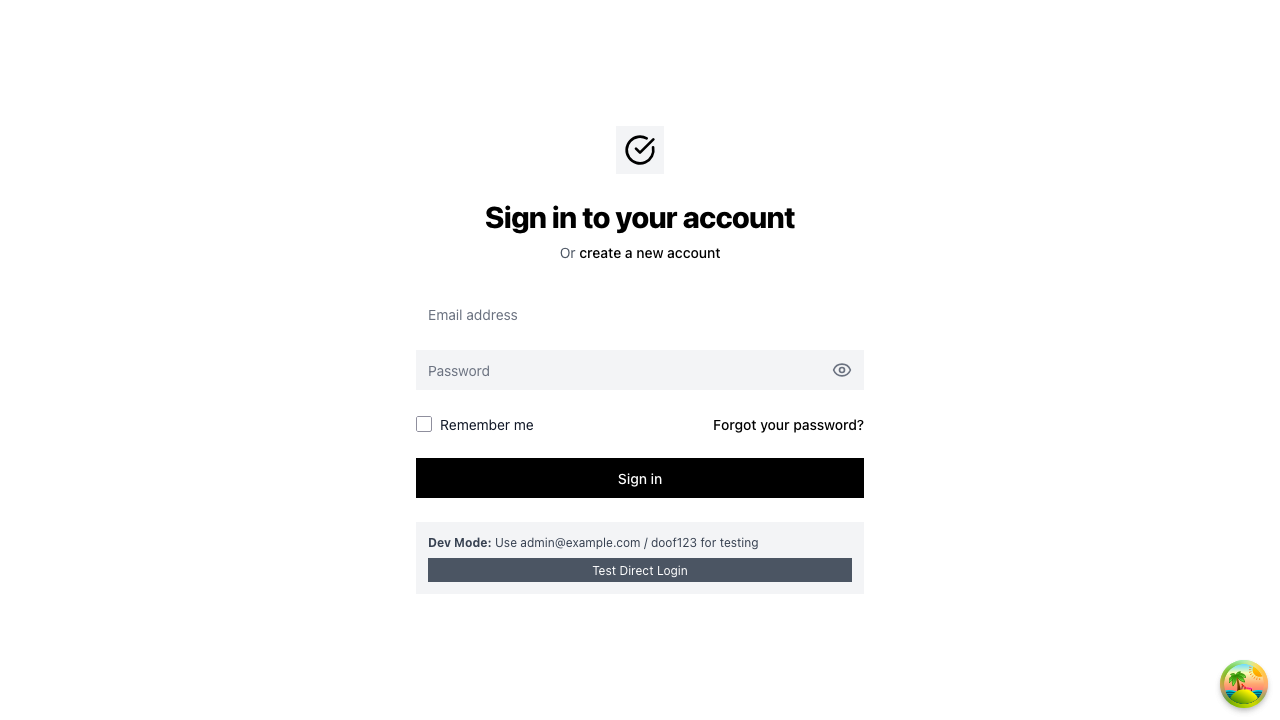 Sign in to your account
Or create a new account
Email address
Password
Remember me
Forgot your password?
Sign in
Dev Mode: Use admin@example.com / doof123 for testing
Test Direct Login